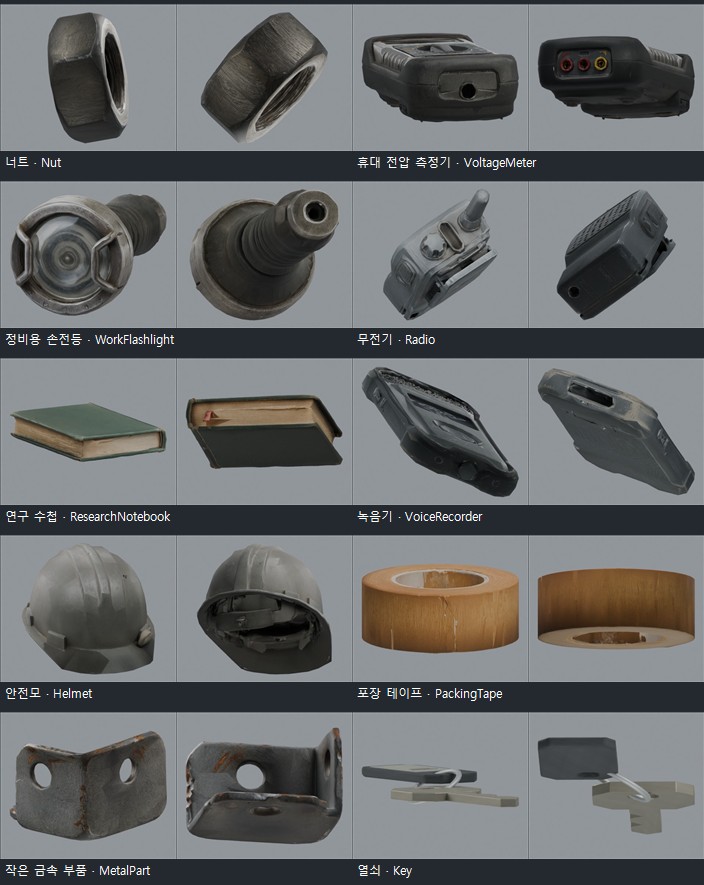 너트 · Nut
휴대 전압 측정기 · VoltageMeter
정비용 손전등 · WorkFlashlight
무전기 · Radio
연구 수첩 · ResearchNotebook
녹음기 · VoiceRecorder
안전모 · Helmet
포장 테이프 · PackingTape
작은 금속 부품 · MetalPart
열쇠 · Key